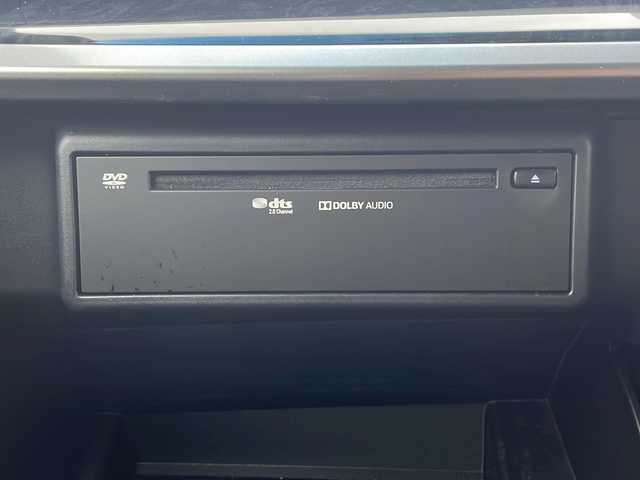 DVD
VIDEO
dts
2.0 Channel
DOLBY AUDIO